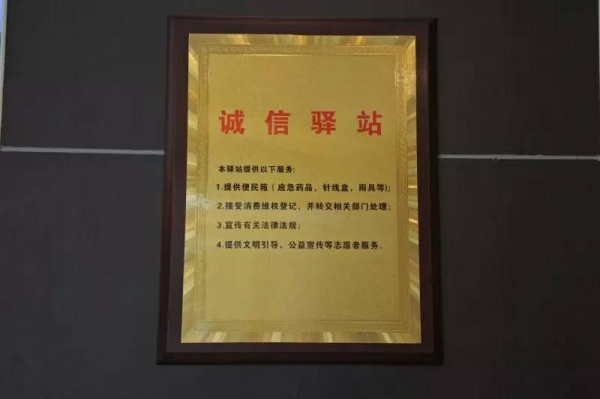 诚信驿站
本驿站提供以下服务:
1.提供便民箱(应急药品，针线盒，雨具等);
2.接受消费维权登记，并转交相关部门处理;
3.宣传有关法律法规;
4.提供文明引导，公益宣传等志愿者服务.